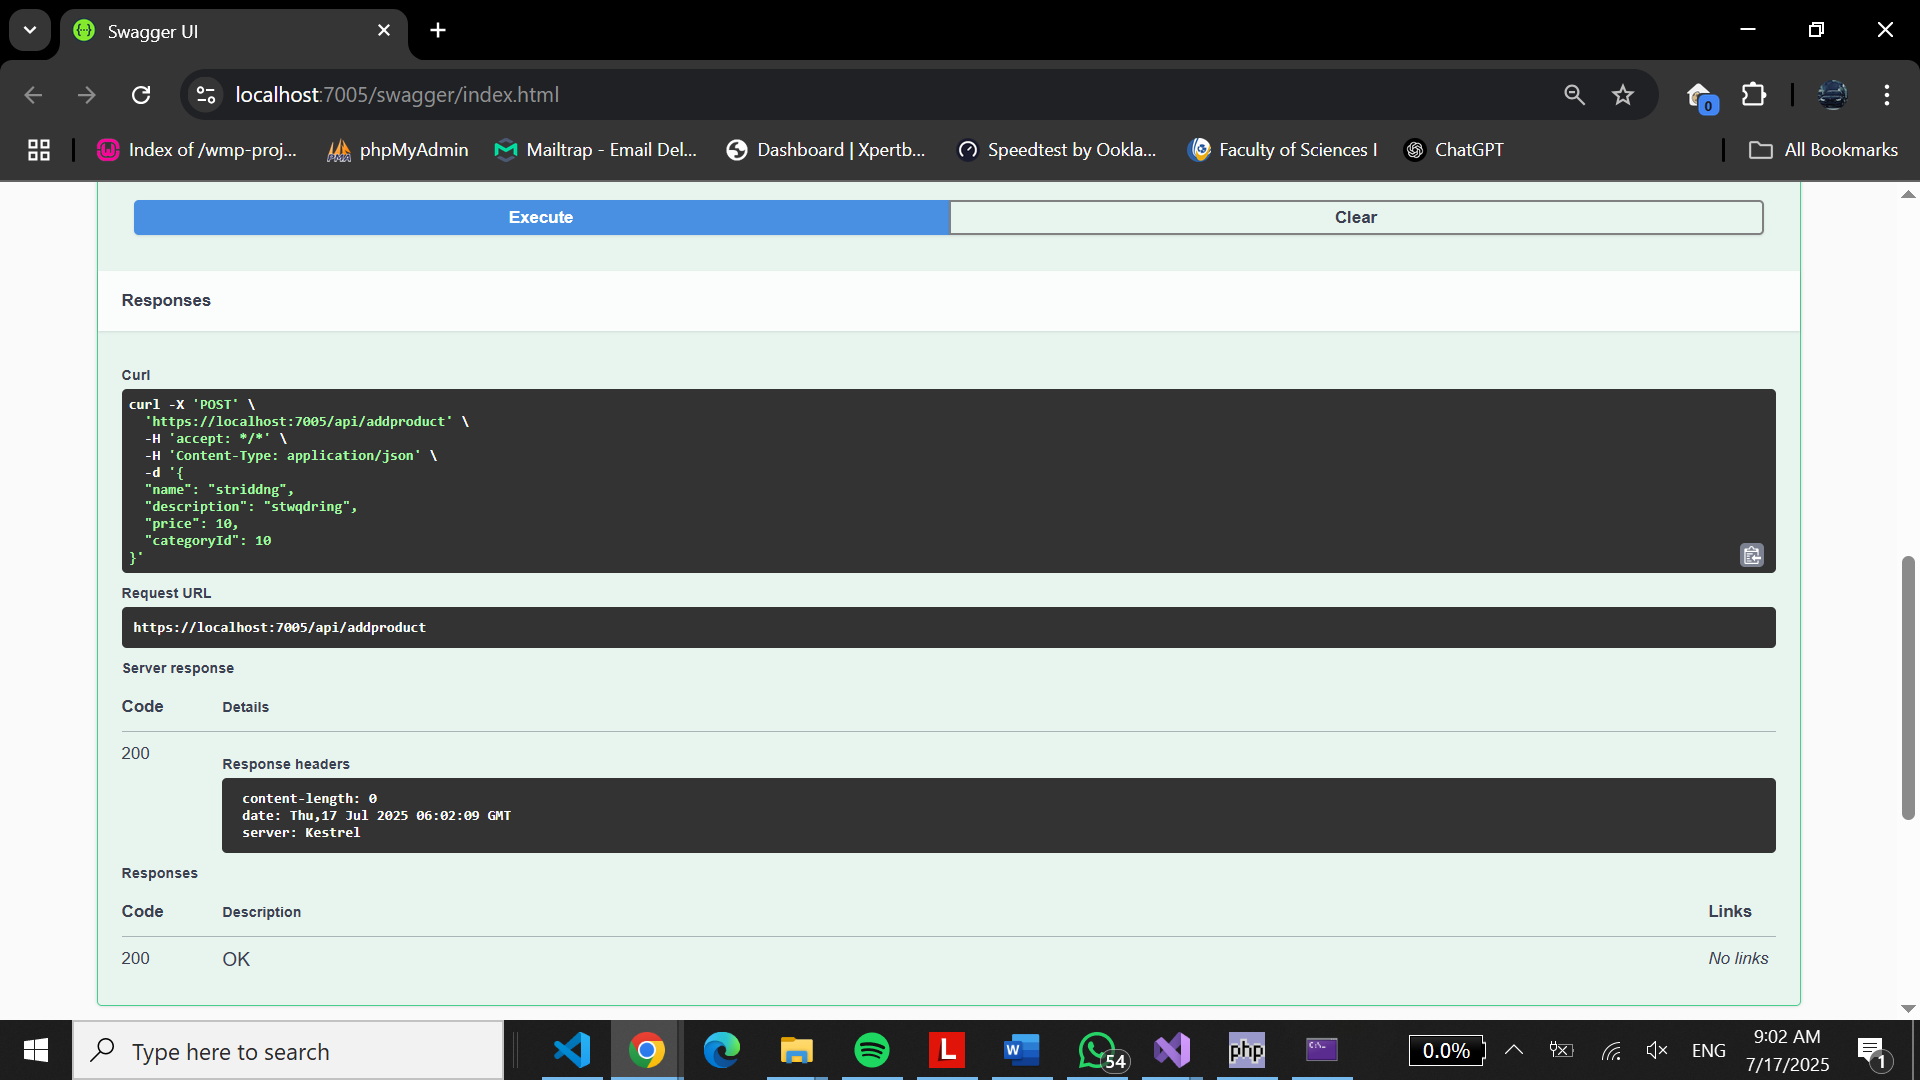 Swagger UI
localhost:7005/swagger/index.html
0
Index of /wmp-proj...
phpMyAdmin
Mailtrap - Email Del...
Dashboard | Xpertb...
Speedtest by Ookla...
Faculty of Sciences I
ChatGPT
All Bookmarks
Execute
Clear
Responses
Curl
curl -X 'POST' \
'https://localhost:7005/api/addproduct' \
-H 'accept: */*' \
-H 'Content-Type: application/json' \
-d '{
"name": "striddng",
"description": "stwqdring",
"price": 10,
"categoryId": 10
}'
Request URL
https://localhost:7005/api/addproduct
Server response
Code Details
200
Response headers
content-length: 0
date: Thu,17 Jul 2025 06:02:09 GMT
server: Kestrel
Responses
Code Description Links
200 OK No links
Type here to search
L
W
54
php
C:\_
0.0%
ENG
9:02 AM
7/17/2025
1